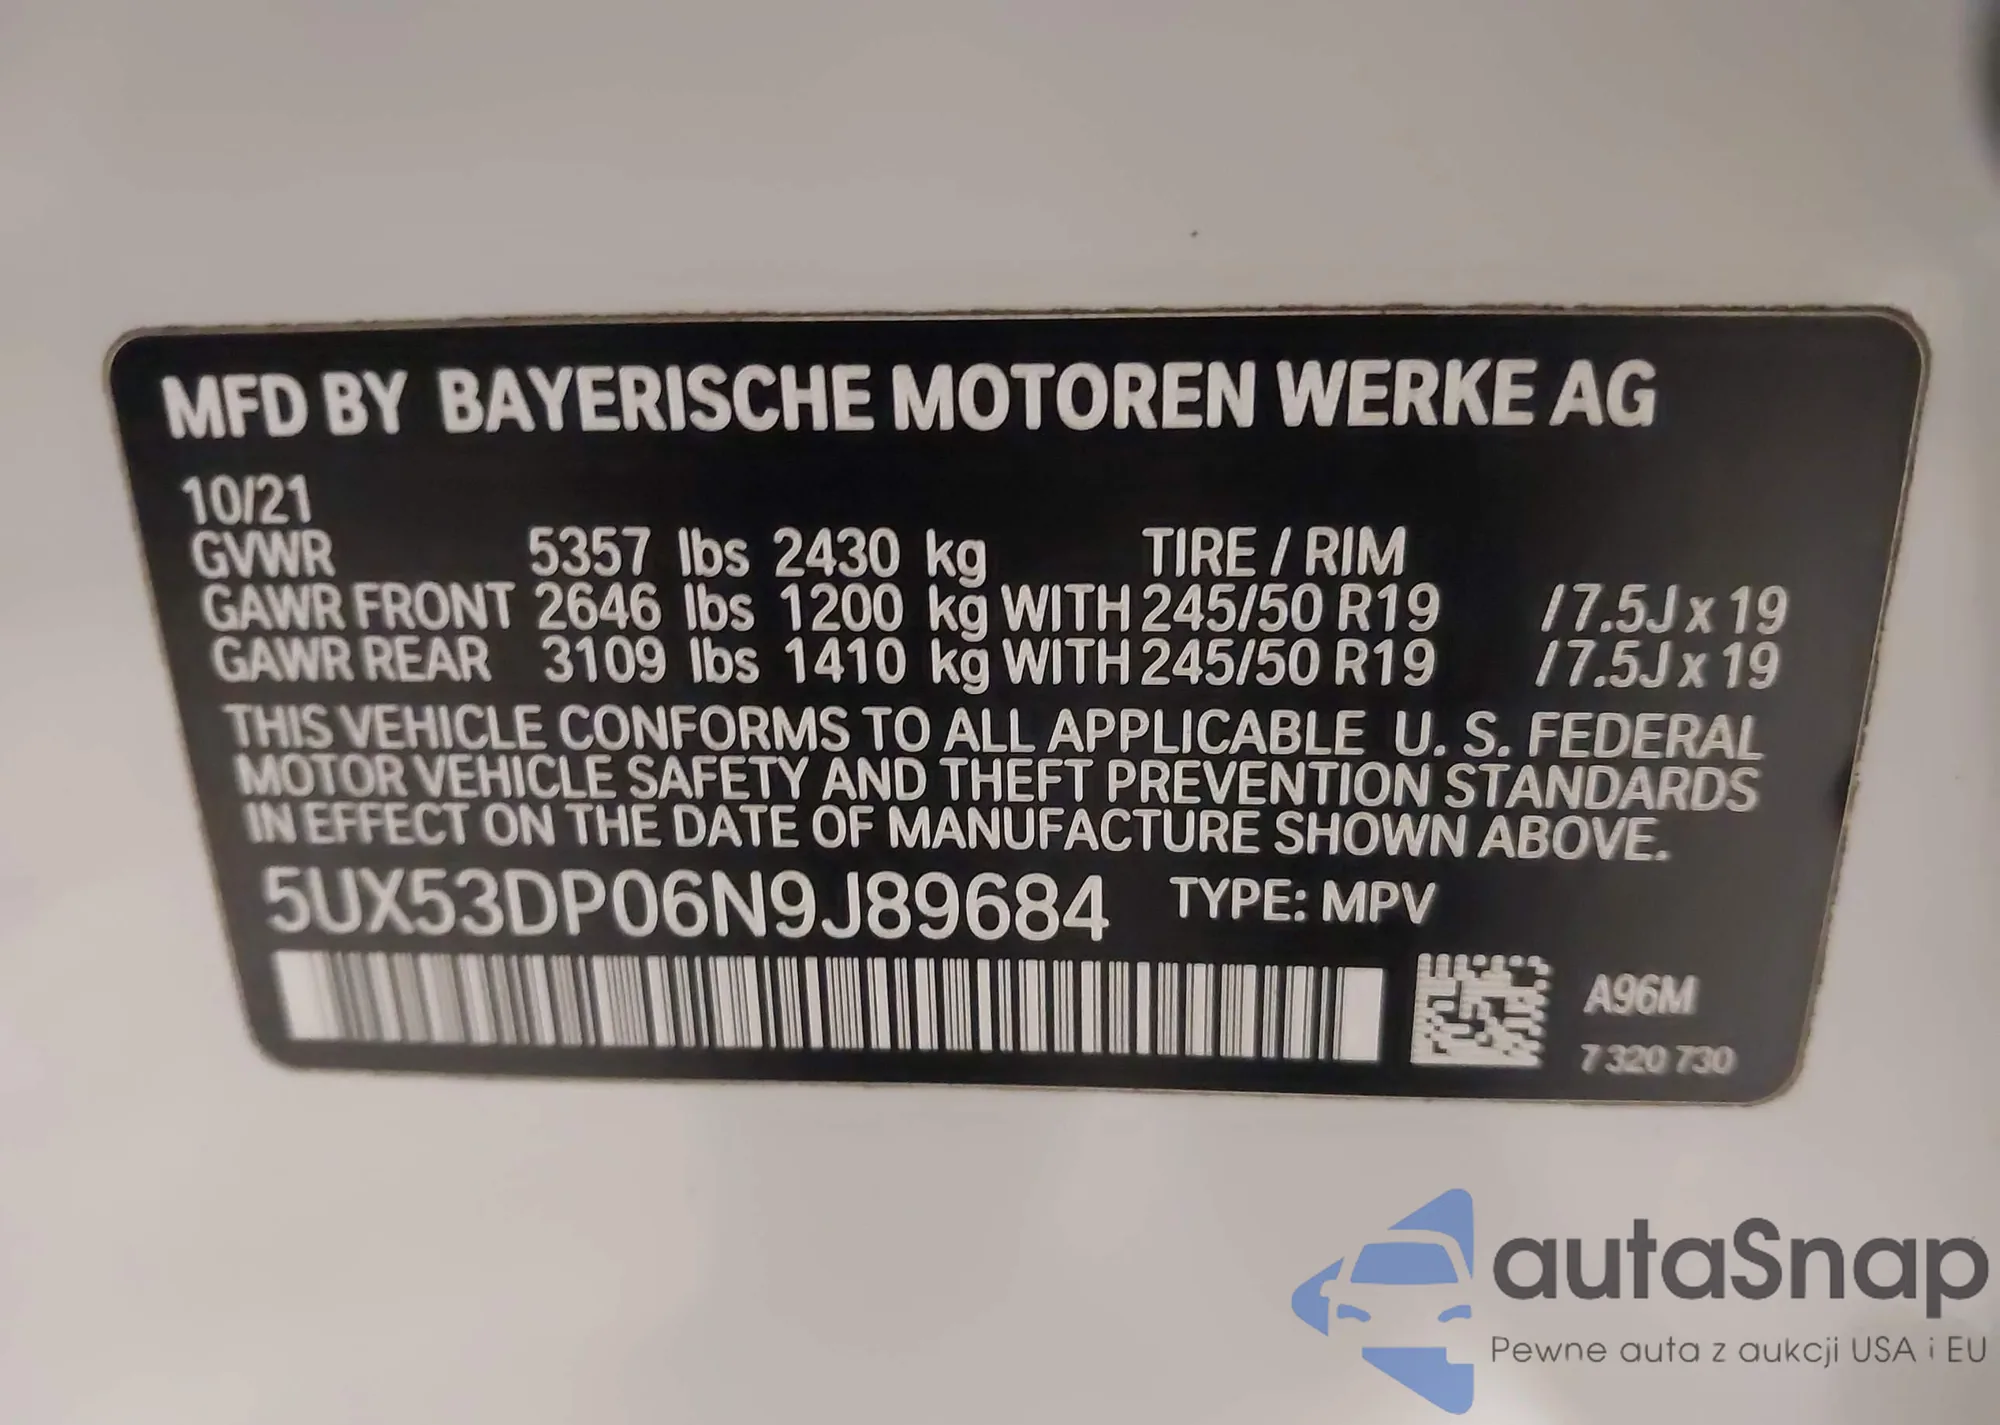 MFD BY BAYERISCHE MOTOREN WERKE AG
10/21
GVWR 5357 lbs 2430 kg TIRE / RIM
GAWR FRONT 2646 lbs 1200 kg WITH 245/50 R19 / 7.5J x 19
GAWR REAR 3109 lbs 1410 kg WITH 245/50 R19 / 7.5J x 19
THIS VEHICLE CONFORMS TO ALL APPLICABLE U. S. FEDERAL
MOTOR VEHICLE SAFETY AND THEFT PREVENTION STANDARDS
IN EFFECT ON THE DATE OF MANUFACTURE SHOWN ABOVE.
5UX53DP06N9J89684 TYPE: MPV
A96M
7 320 730
autaSnap
Pewne auta z aukcji USA i EU